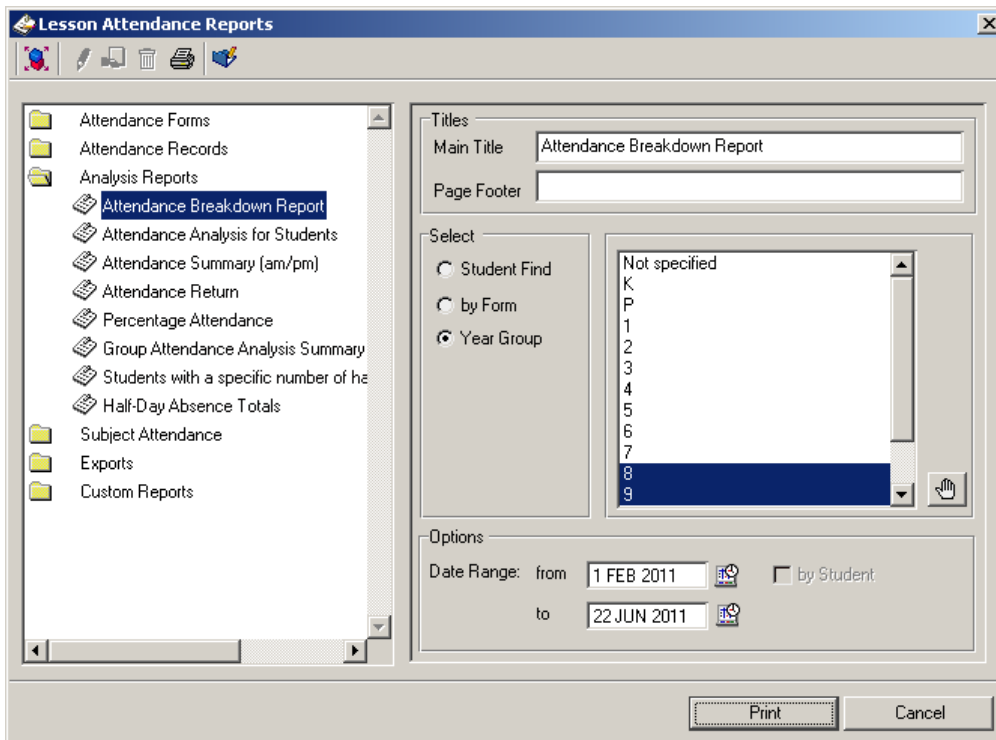 Lesson Attendance Reports
Attendance Forms
Attendance Records
Analysis Reports
Attendance Breakdown Report
Attendance Analysis for Students
Attendance Summary (am/pm)
Attendance Return
Percentage Attendance
Group Attendance Analysis Summary
Students with a specific number of ha
Half-Day Absence Totals
Subject Attendance
Exports
Custom Reports
Titles
Main Title Attendance Breakdown Report
Page Footer
Select
Student Find
by Form
Year Group
Not specified
K
P
1
2
3
4
5
6
7
8
9
Options
Date Range: from 1 FEB 2011 by Student
to 22 JUN 2011
Print Cancel